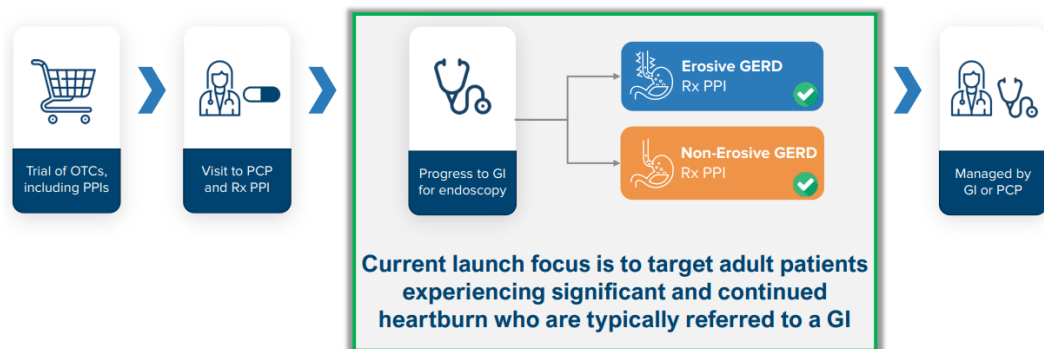 Trial of OTCs,
including PPIs
Visit to PCP
and Rx PPI
Progress to GI
for endoscopy
Erosive GERD
Rx PPI
Non-Erosive GERD
Rx PPI
Managed by
GI or PCP
Current launch focus is to target adult patients
experiencing significant and continued
heartburn who are typically referred to a GI